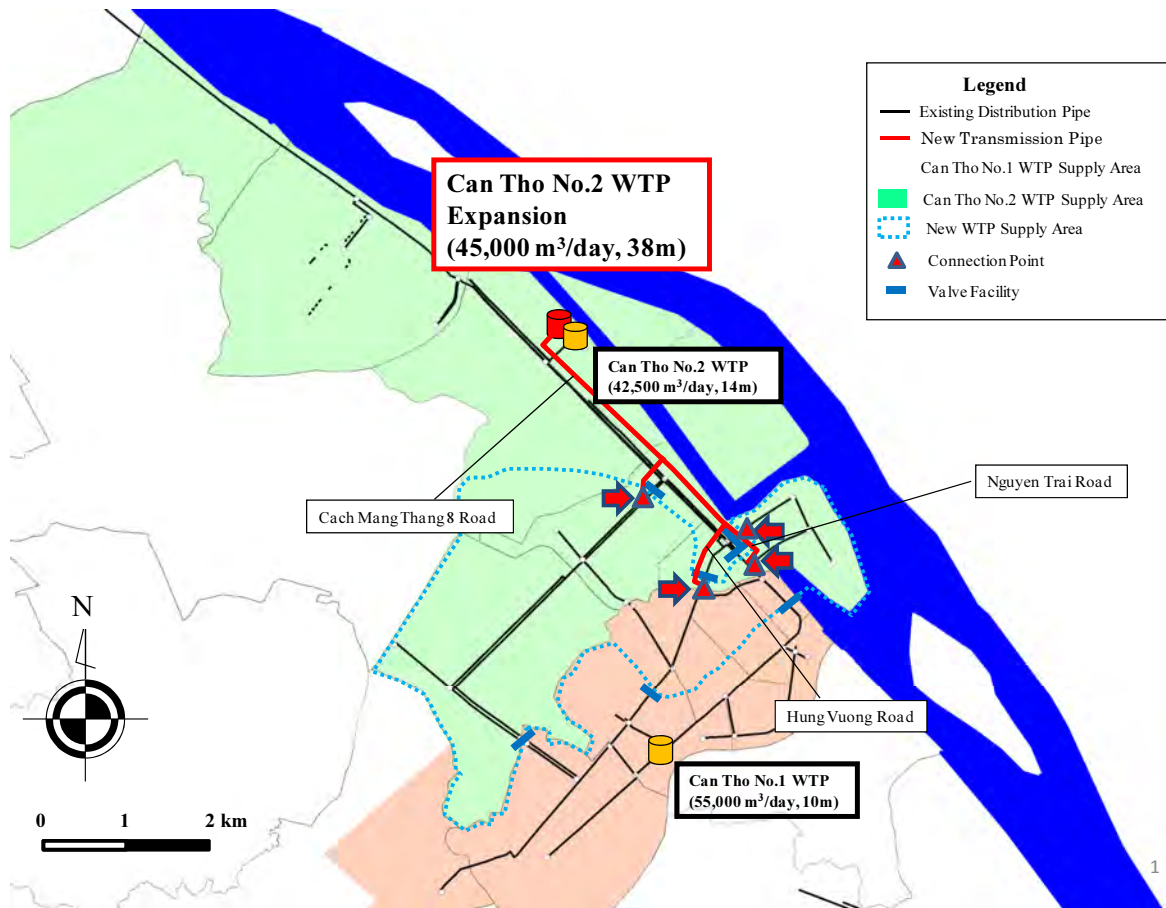 Legend
Existing Distribution Pipe
New Transmission Pipe
Can Tho No.1 WTP Supply Area
Can Tho No.2 WTP Supply Area
New WTP Supply Area
Connection Point
Valve Facility
Can Tho No.2 WTP
Expansion
(45,000 m³/day, 38m)
Can Tho No.2 WTP
(42,500 m³/day, 14m)
Nguyen Trai Road
Cach Mang Thang 8 Road
N
Hung Vuong Road
Can Tho No.1 WTP
(55,000 m³/day, 10m)
0 1 2 km
1